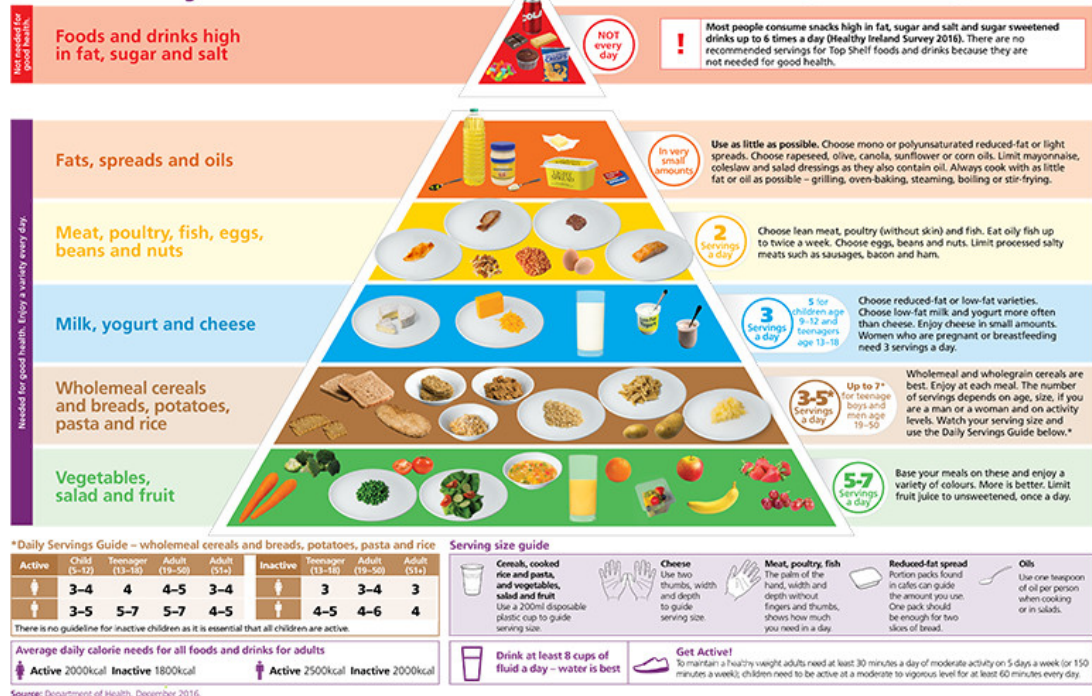 Not needed for
good health.
Foods and drinks high
in fat, sugar and salt
COLA
CRISPS
NOT
every
day
!
Most people consume snacks high in fat, sugar and salt and sugar sweetened
drinks up to 6 times a day (Healthy Ireland Survey 2016). There are no
recommended servings for Top Shelf foods and drinks because they are
not needed for good health.
Needed for good health. Enjoy a variety every day.
Fats, spreads and oils
LIGHT
SPREAD
In very
small
amounts
Use as little as possible. Choose mono or polyunsaturated reduced-fat or light
spreads. Choose rapeseed, olive, canola, sunflower or corn oils. Limit mayonnaise,
coleslaw and salad dressings as they also contain oil. Always cook with as little
fat or oil as possible – grilling, oven-baking, steaming, boiling or stir-frying.
Meat, poultry, fish, eggs,
beans and nuts
2
Servings
a day
Choose lean meat, poultry (without skin) and fish. Eat oily fish up
to twice a week. Choose eggs, beans and nuts. Limit processed salty
meats such as sausages, bacon and ham.
Milk, yogurt and cheese
Low Fat
Yogurt
3
Servings
a day
5 for
children age
9–12 and
teenagers
age 13–18
Choose reduced-fat or low-fat varieties.
Choose low-fat milk and yogurt more often
than cheese. Enjoy cheese in small amounts.
Women who are pregnant or breastfeeding
need 3 servings a day.
Wholemeal cereals
and breads, potatoes,
pasta and rice
3-5*
Servings
a day
Up to 7*
for teenage
boys and
men age
19–50
Wholemeal and wholegrain cereals are
best. Enjoy at each meal. The number
of servings depends on age, size, if you
are a man or a woman and on activity
levels. Watch your serving size and
use the Daily Servings Guide below.*
Vegetables,
salad and fruit
5-7
Servings
a day
Base your meals on these and enjoy a
variety of colours. More is better. Limit
fruit juice to unsweetened, once a day.
*Daily Servings Guide – wholemeal cereals and breads, potatoes, pasta and rice
Active Child (5–12) Teenager (13–18) Adult (19–50) Adult (51+) Inactive Teenager (13–18) Adult (19–50) Adult (51+)
3–4 4 4–5 3–4 3 3–4 3
3–5 5–7 5–7 4–5 4–5 4–6 4
There is no guideline for inactive children as it is essential that all children are active.
Average daily calorie needs for all foods and drinks for adults
Active 2000kcal Inactive 1800kcal Active 2500kcal Inactive 2000kcal
Source: Department of Health. December 2016.
Serving size guide
Cereals, cooked
rice and pasta,
and vegetables,
salad and fruit
Use a 200ml disposable
plastic cup to guide
serving size.
Cheese
Use two
thumbs, width
and depth
to guide
serving size.
Meat, poultry, fish
The palm of the
hand, width and
depth without
fingers and thumbs,
shows how much
you need in a day.
Reduced-fat spread
Portion packs found
in cafes can guide
the amount you use.
One pack should
be enough for two
slices of bread.
Oils
Use one teaspoon
of oil per person
when cooking
or in salads.
Drink at least 8 cups of
fluid a day – water is best
Get Active!
To maintain a healthy weight adults need at least 30 minutes a day of moderate activity on 5 days a week (or 150
minutes a week); children need to be active at a moderate to vigorous level for at least 60 minutes every day.